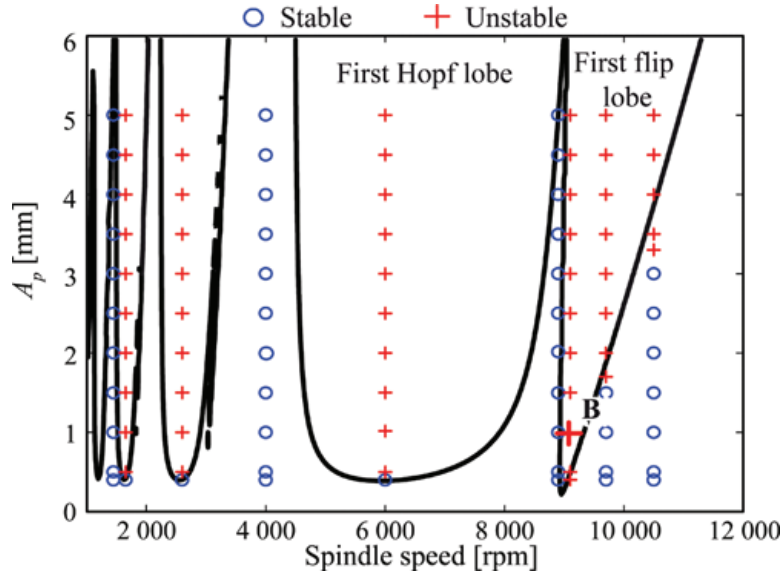 Stable Unstable
First Hopf lobe
First flip
lobe
B
A_p [mm]
6
5
4
3
2
1
0
2 000 4 000 6 000 8 000 10 000 12 000
Spindle speed [rpm]